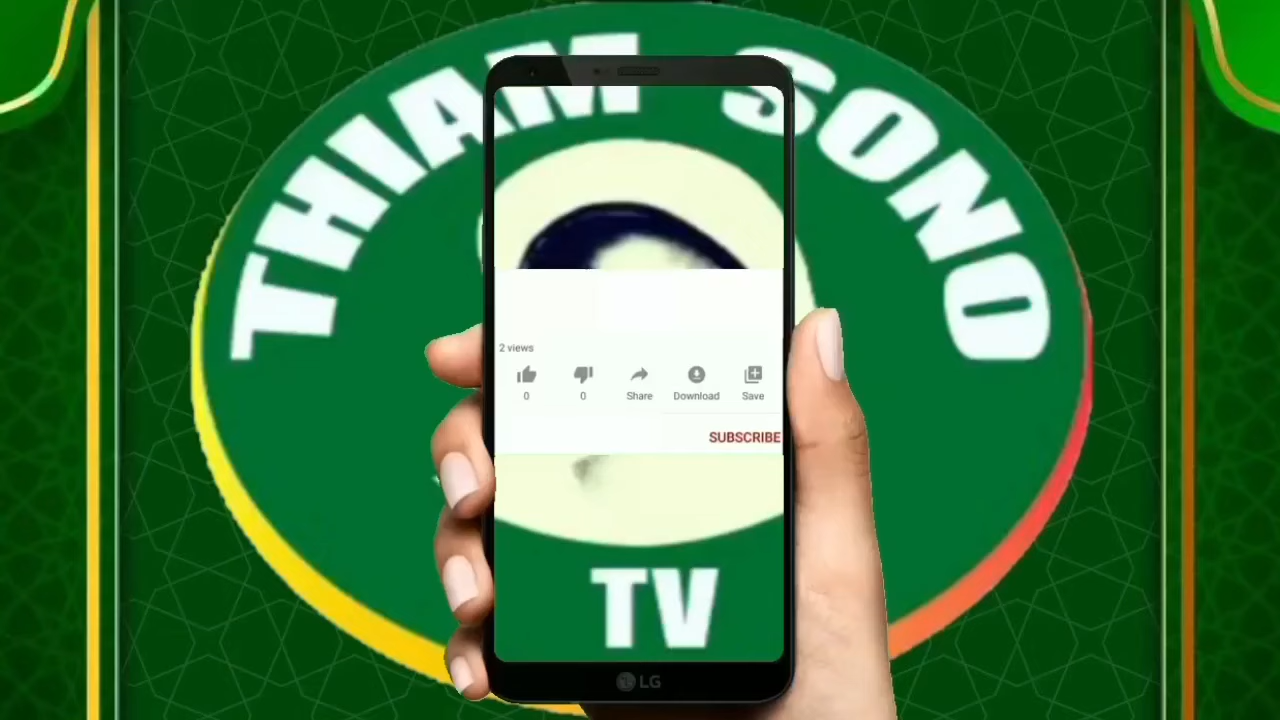 THIAM SONO
2 views
0
0
Share
Download
Save
SUBSCRIBE
TV
LG